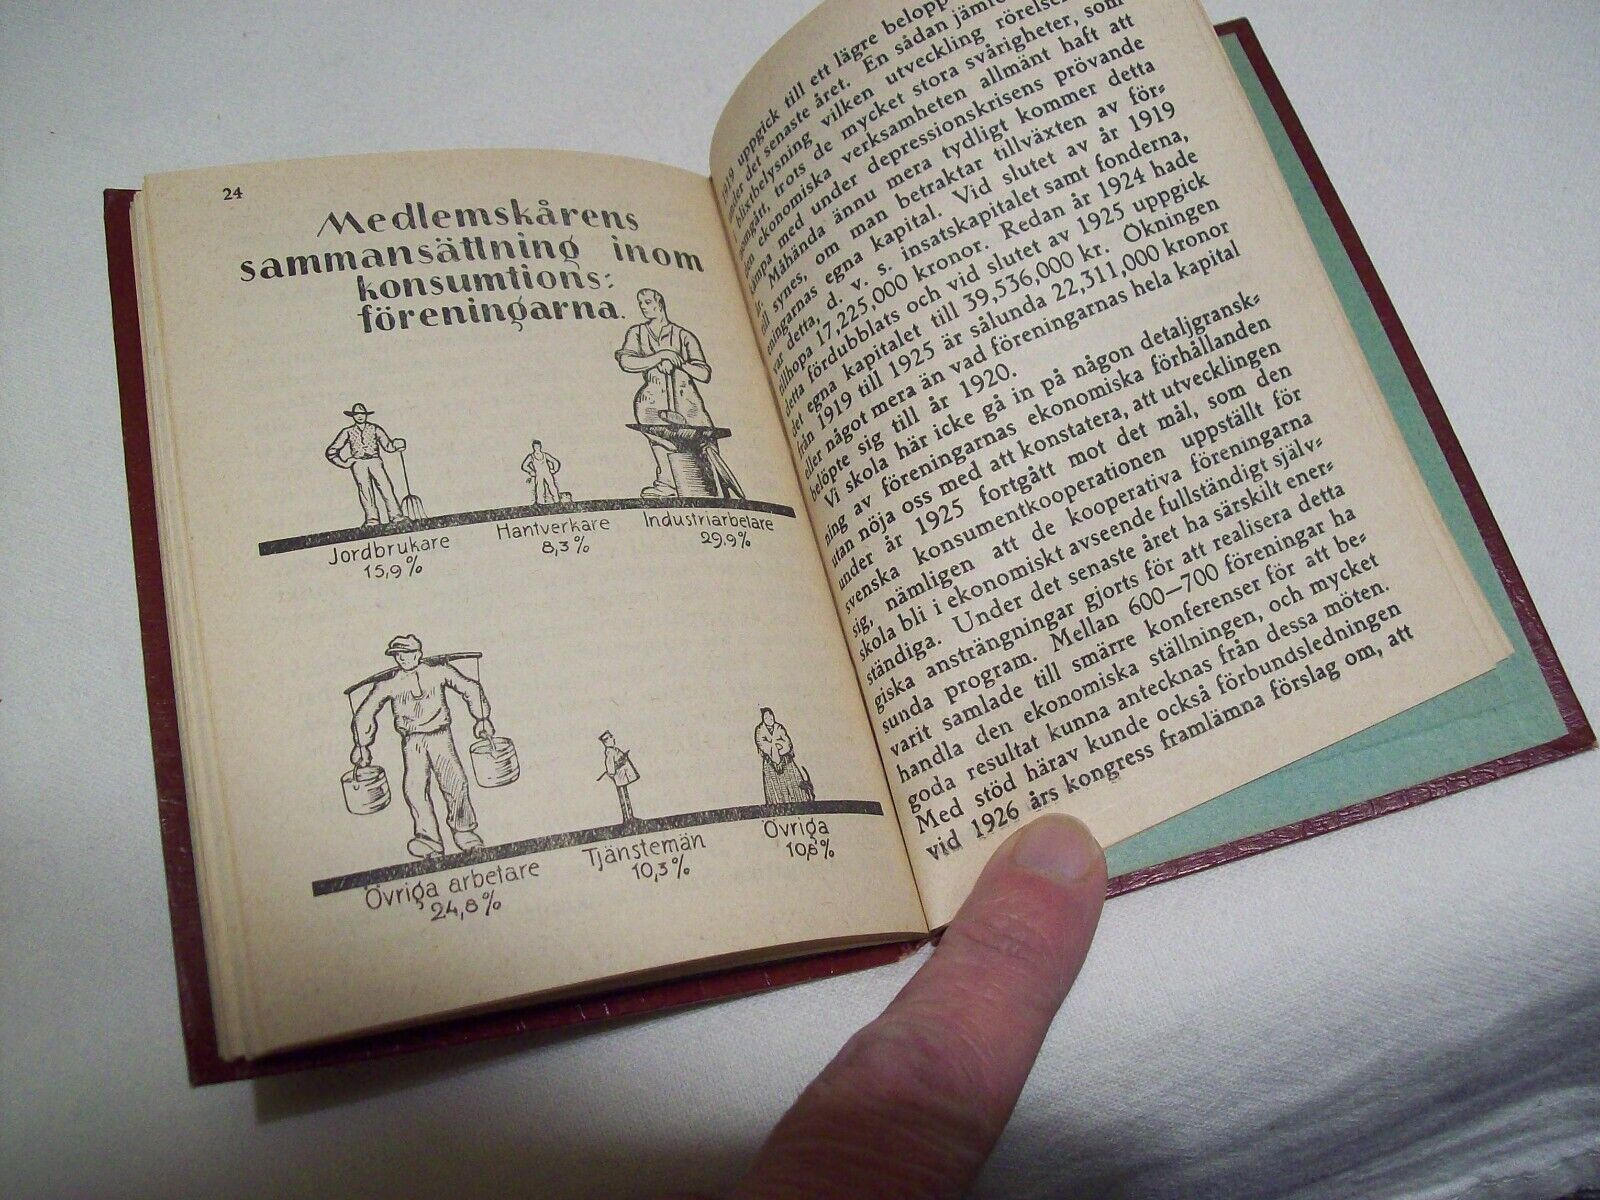 24
Medlemskårens
sammansättning inom
konsumtions:
föreningarna.
Jordbrukare
15,9%
Hantverkare
8,3%
Industriarbetare
29.9%
Övriga arbetare
24,8%
Tjänstemän
10,3%
Övriga
10,8%
1919 uppgick till ett lägre belopp
under det senaste året. En sådan
i blixtbelysning vilken utveckling rörelsen
trots de mycket stora svårigheter, som
den ekonomiska verksamheten allmänt haft att
kämpa med under depressionskrisens prövande
år. Måhända ännu mera tydligt kommer detta
till synes, om man betraktar tillväxten av för-
eningarnas egna kapital. Vid slutet av år 1919
var detta, d. v. s. insatskapitalet samt fonderna,
tillhopa 17,225,000 kronor. Redan år 1924 hade
detta fördubblats och vid slutet av 1925 uppgick
det egna kapitalet till 39,536,000 kr. Ökningen
från 1919 till 1925 är sålunda 22,311,000 kronor
eller något mera än vad föreningarnas hela kapital
belöpte sig till år 1920.
Vi skola här icke gå in på någon detaljgransk-
ning av föreningarnas ekonomiska förhållanden
utan nöja oss med att konstatera, att utvecklingen
under år 1925 fortgått mot det mål, som den
svenska konsumentkooperationen uppställt för
sig, nämligen att de kooperativa föreningarna
skola bli i ekonomiskt avseende fullständigt själv-
ständiga. Under det senaste året ha särskilt ener-
giska ansträngningar gjorts för att realisera detta
sunda program. Mellan 600—700 föreningar ha
varit samlade till smärre konferenser för att be-
handla den ekonomiska ställningen, och mycket
goda resultat kunna antecknas från dessa möten.
Med stöd härav kunde också förbundsledningen
vid 1926 års kongress framlämna förslag om, att